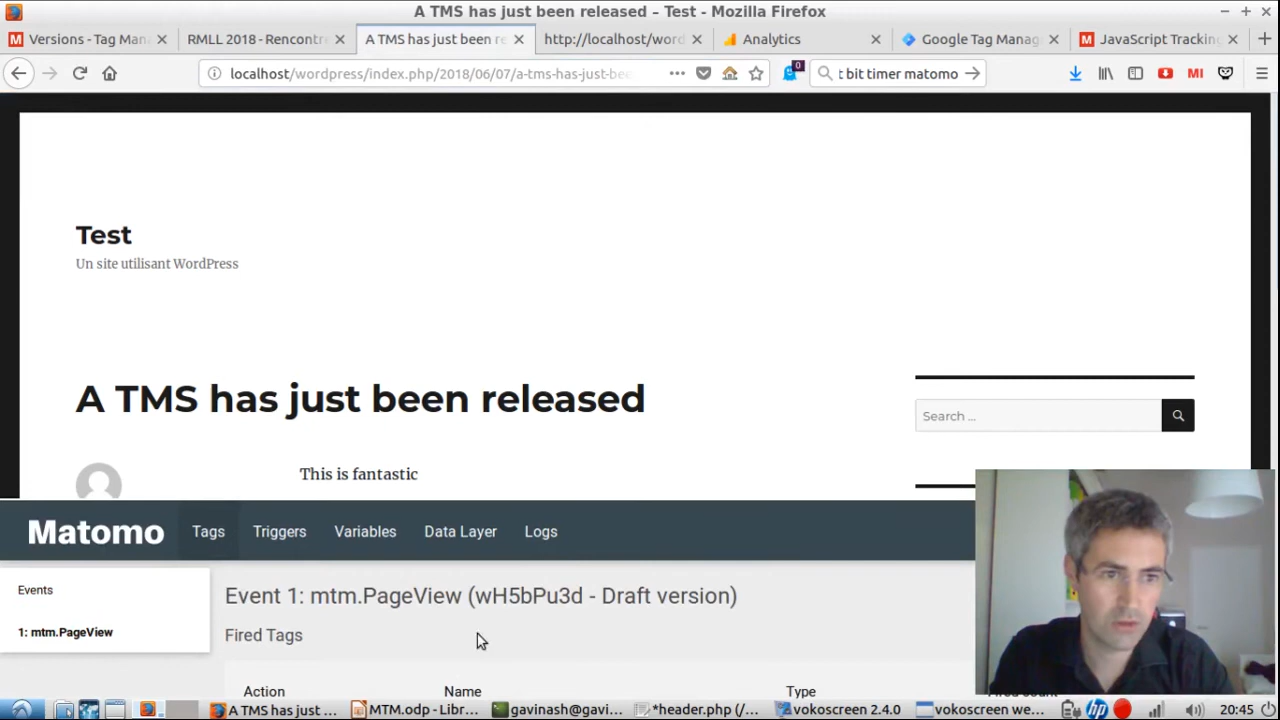 A TMS has just been released – Test - Mozilla Firefox
Versions - Tag Man
RMLL 2018 - Rencontre
A TMS has just been re
http://localhost/word
Analytics
Google Tag Manag
JavaScript Tracking
localhost/wordpress/index.php/2018/06/07/a-tms-has-just-bee
t bit timer matomo
0
MI
Test
Un site utilisant WordPress
A TMS has just been released
Search …
This is fantastic
Matomo
Tags
Triggers
Variables
Data Layer
Logs
Events
Event 1: mtm.PageView (wH5bPu3d - Draft version)
1: mtm.PageView
Fired Tags
Action
Name
Type
A TMS has just ...
MTM.odp - Libr...
gavinash@gavi...
*header.php (/...
vokoscreen 2.4.0
vokoscreen we...
hp
20:45